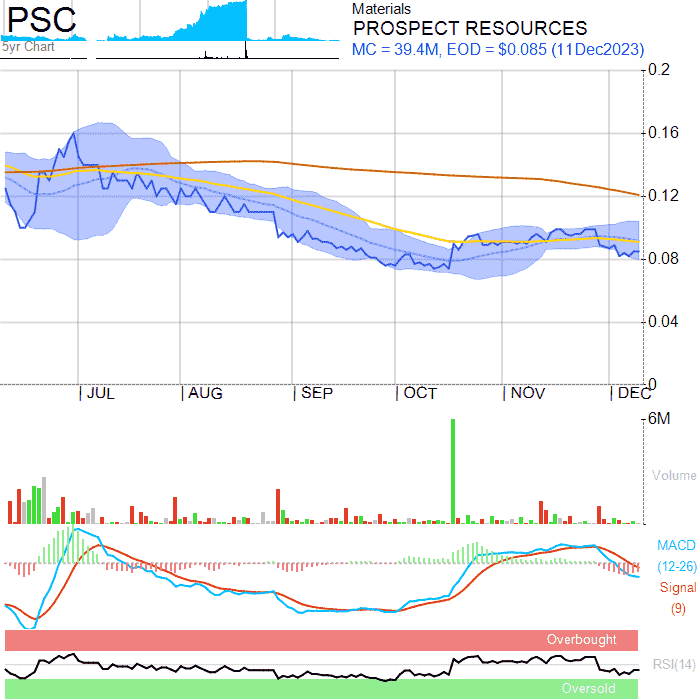 PSC
5yr Chart
Materials
PROSPECT RESOURCES
MC = 39.4M, EOD = $0.085 (11Dec2023)
0.2
0.16
0.12
0.08
0.04
0
JUL AUG SEP OCT NOV DEC
6M
Volume
MACD
(12-26)
Signal
(9)
Overbought
RSI(14)
Oversold